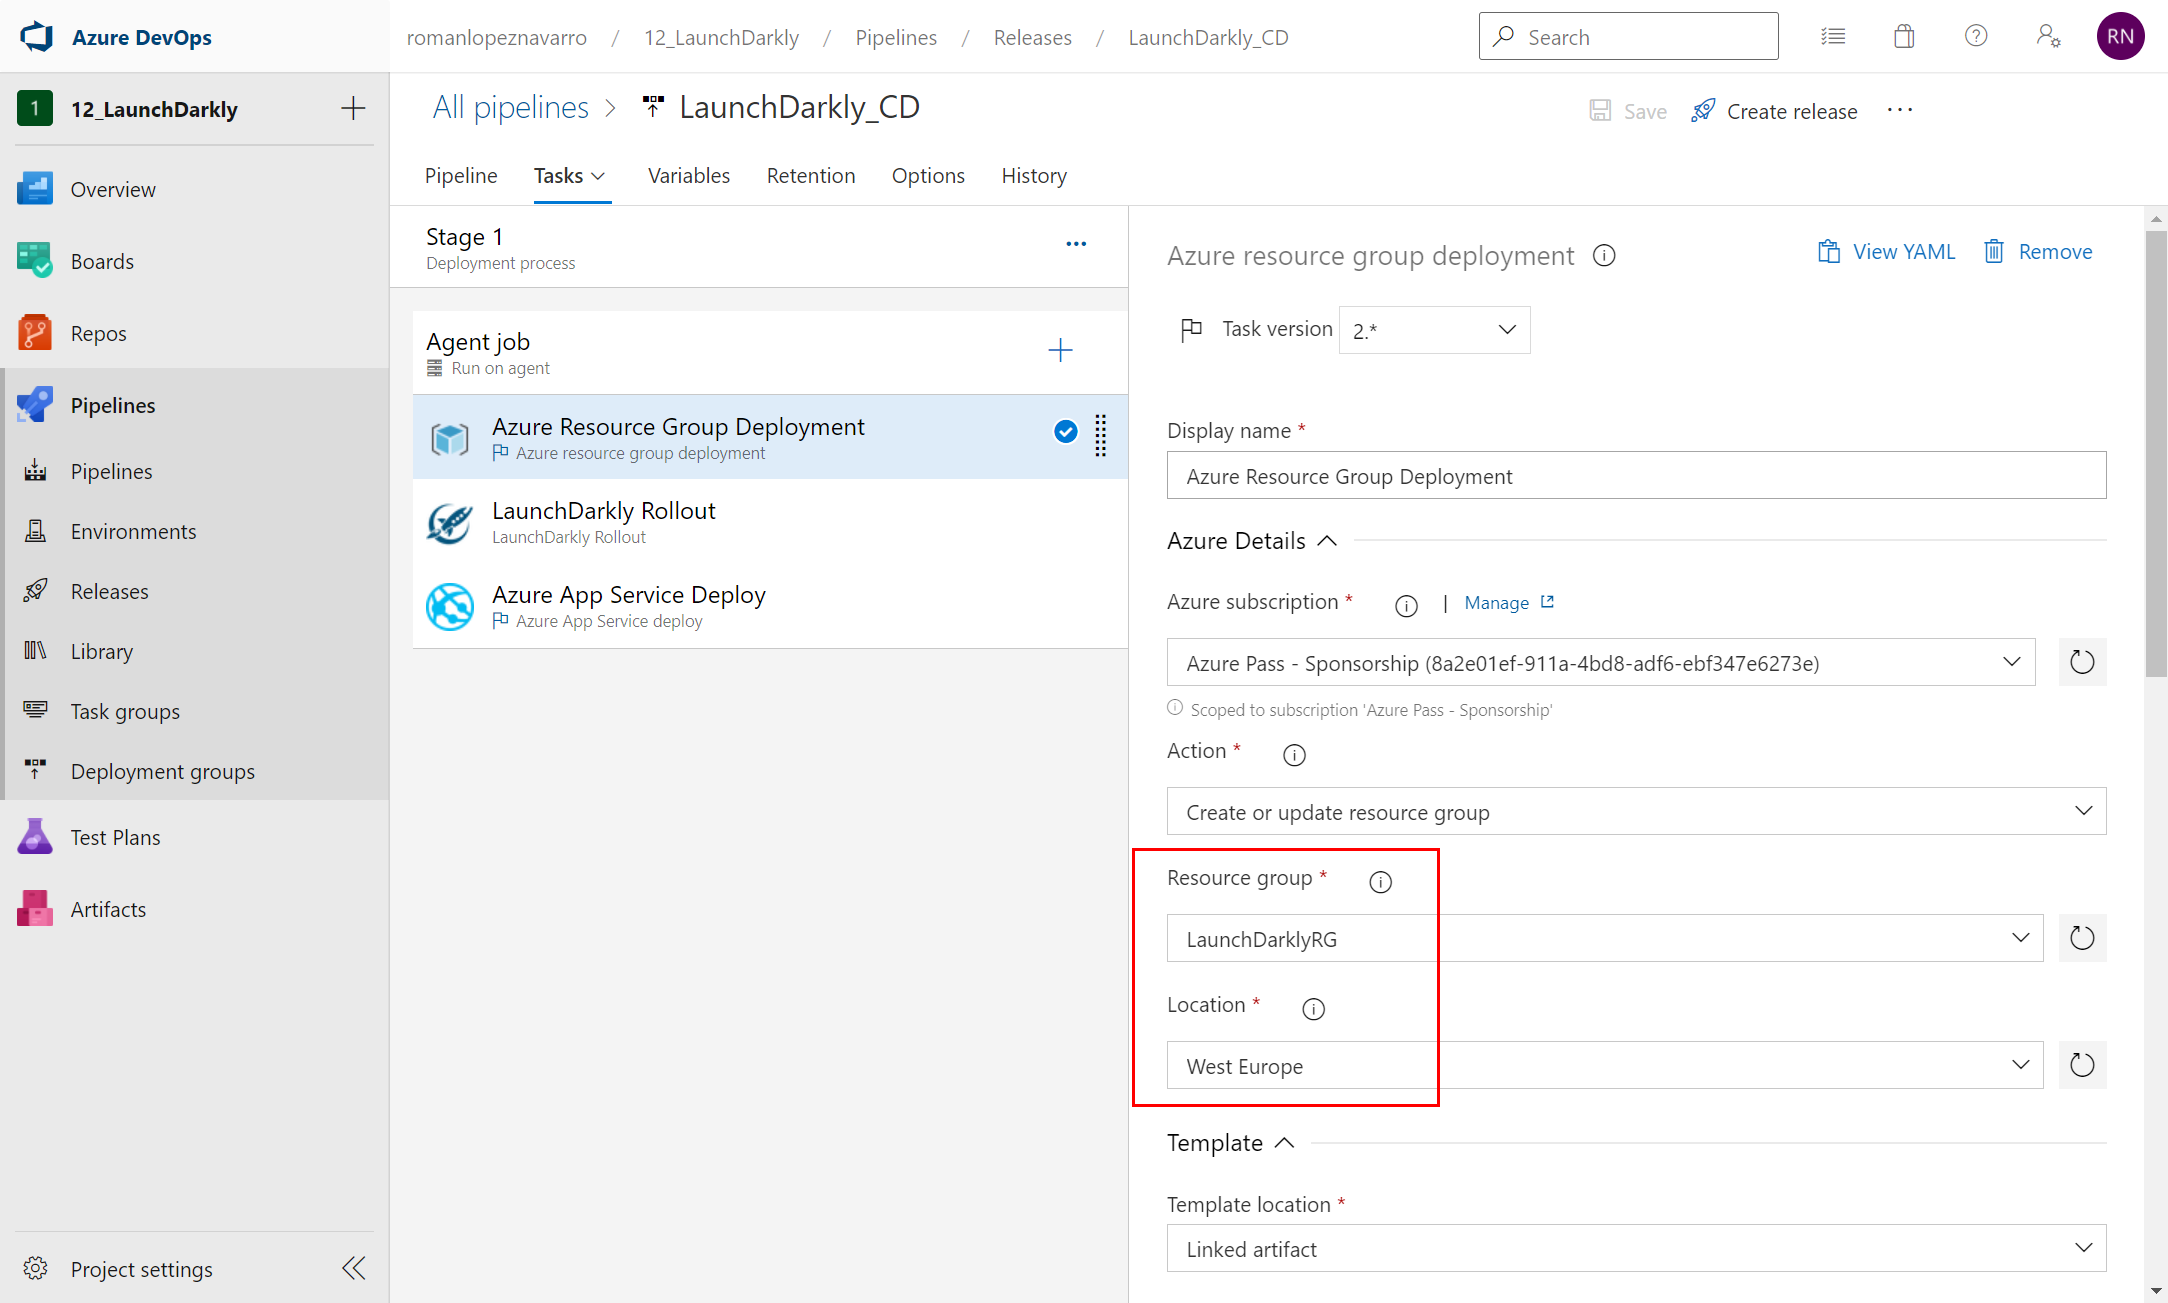 Azure DevOps
romanlopeznavarro / 12_LaunchDarkly / Pipelines / Releases / LaunchDarkly_CD
Search
RN
1 12_LaunchDarkly
Overview
Boards
Repos
Pipelines
Pipelines
Environments
Releases
Library
Task groups
Deployment groups
Test Plans
Artifacts
Project settings
All pipelines > LaunchDarkly_CD
Save
Create release
Pipeline Tasks Variables Retention Options History
Stage 1
Deployment process
Agent job
Run on agent
Azure Resource Group Deployment
Azure resource group deployment
LaunchDarkly Rollout
LaunchDarkly Rollout
Azure App Service Deploy
Azure App Service deploy
Azure resource group deployment
View YAML
Remove
Task version 2.*
Display name *
Azure Resource Group Deployment
Azure Details
Azure subscription * | Manage
Azure Pass - Sponsorship (8a2e01ef-911a-4bd8-adf6-ebf347e6273e)
Scoped to subscription 'Azure Pass - Sponsorship'
Action *
Create or update resource group
Resource group *
LaunchDarklyRG
Location *
West Europe
Template
Template location *
Linked artifact